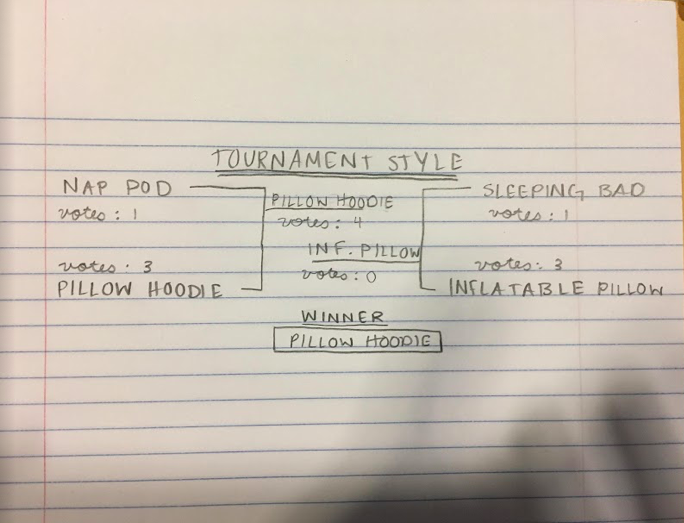 TOURNAMENT STYLE
NAP POD
votes: 1
votes: 3
PILLOW HOODIE
PILLOW HOODIE
votes: 4
INF. PILLOW
votes: 0
SLEEPING BAD
votes: 1
votes: 3
INFLATABLE PILLOW
WINNER
PILLOW HOODIE